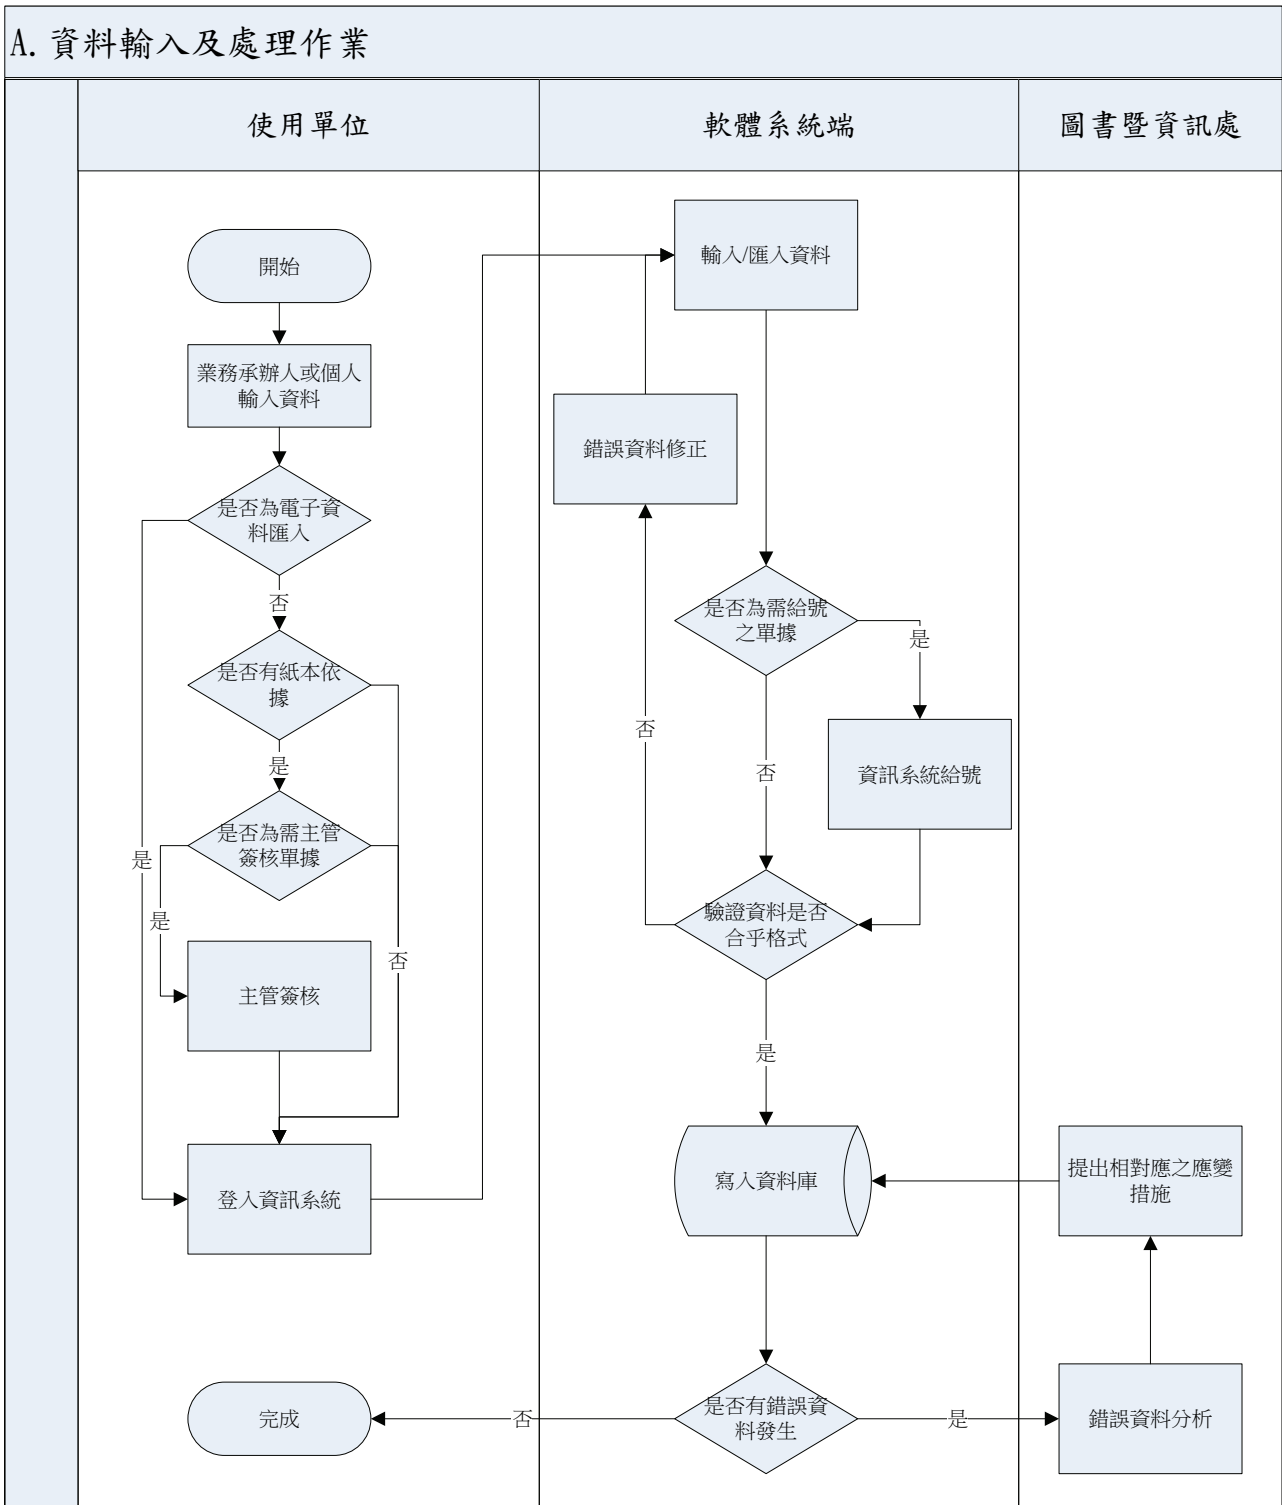 A. 資料輸入及處理作業
使用單位
軟體系統端
圖書暨資訊處
開始
業務承辦人或個人
輸入資料
是否為電子資
料匯入
否
是否有紙本依
據
是
是否為需主管
簽核單據
是
是
否
主管簽核
登入資訊系統
完成
輸入/匯入資料
錯誤資料修正
是否為需給號
之單據
是
否
否
資訊系統給號
驗證資料是否
合乎格式
是
寫入資料庫
是否有錯誤資
料發生
否
是
提出相對應之應變
措施
錯誤資料分析